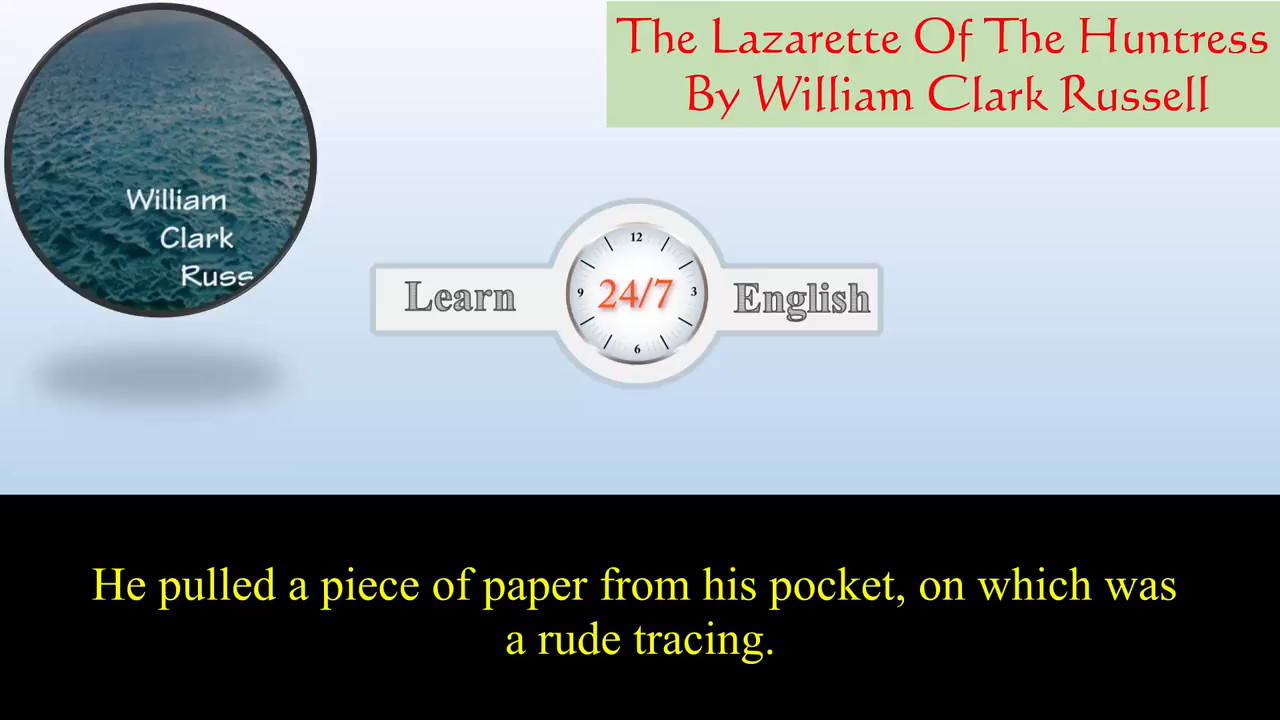 The Lazarette Of The Huntress
By William Clark Russell
William
Clark
Russ
Learn
24/7
English
12
3
6
9
He pulled a piece of paper from his pocket, on which was
a rude tracing.